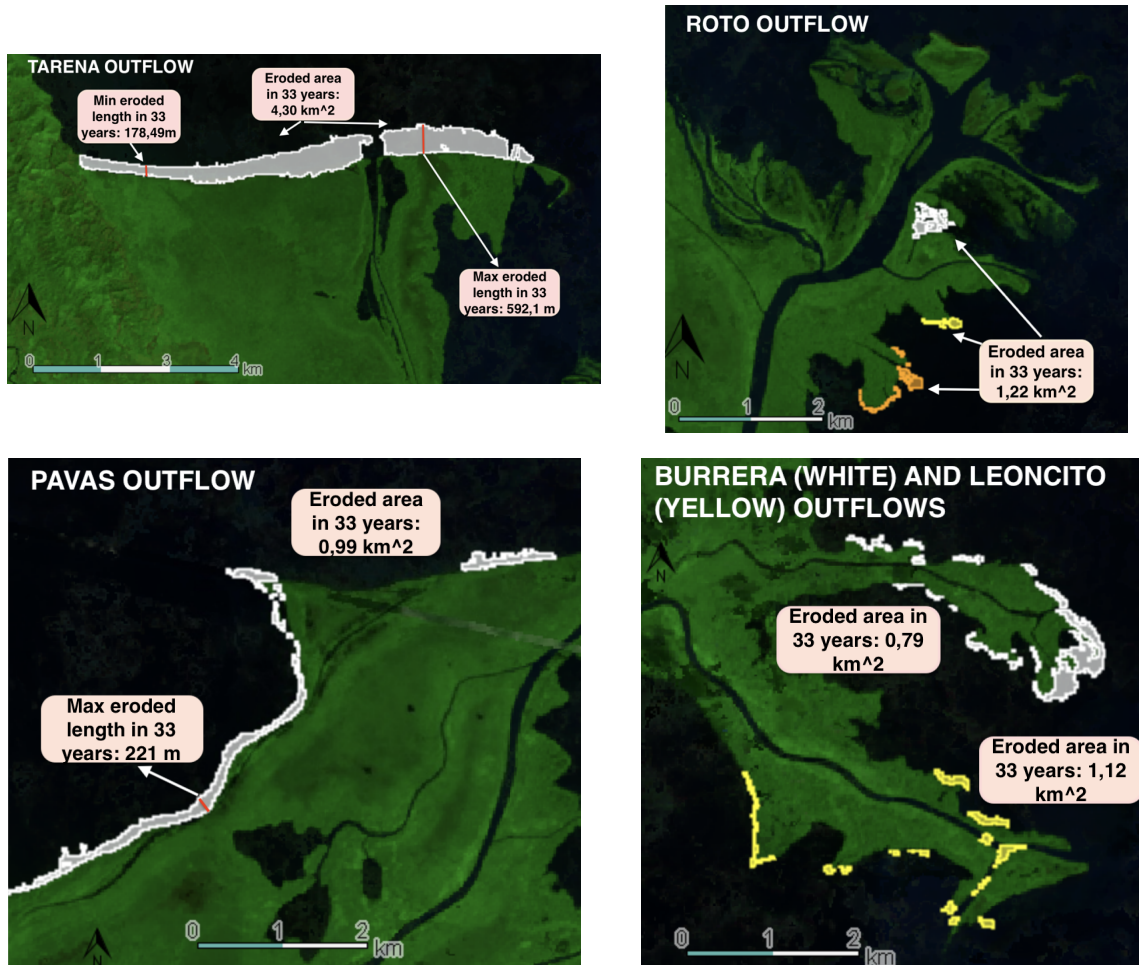 TARENA OUTFLOW
Min eroded
length in 33
years: 178,49m
Eroded area
in 33 years:
4,30 km^2
Max eroded
length in 33
years: 592,1 m
N
0 1 3 4 km
ROTO OUTFLOW
Eroded area
in 33 years:
1,22 km^2
N
0 1 2 km
PAVAS OUTFLOW
Eroded area
in 33 years:
0,99 km^2
Max eroded
length in 33
years: 221 m
N
0 1 2 km
BURRERA (WHITE) AND LEONCITO
(YELLOW) OUTFLOWS
N
Eroded area in
33 years: 0,79
km^2
Eroded area in
33 years: 1,12
km^2
0 1 2 km